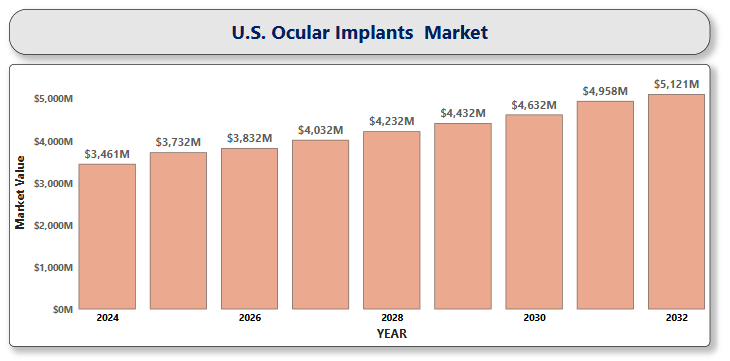 U.S. Ocular Implants  Market
$5,121M
$4,958M
$4,632M
$4,432M
$4,232M
$4,032M
$3,832M
$3,732M
$3,461M
$5,000M
$4,000M
$3,000M
$2,000M
$1,000M
$0M
Market Value
2024 2026 2028 2030 2032
YEAR